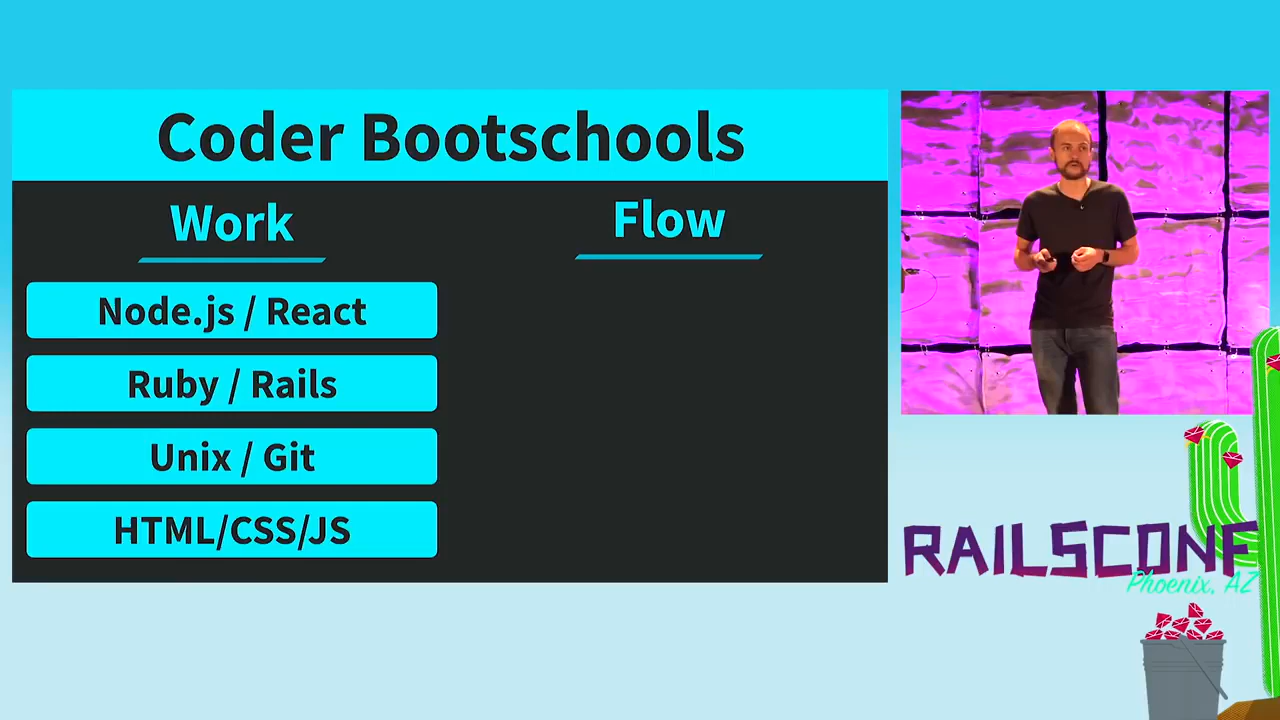 Coder Bootschools
Work
Flow
Node.js / React
Ruby / Rails
Unix / Git
HTML/CSS/JS
RAILSCONF
Phoenix, AZ